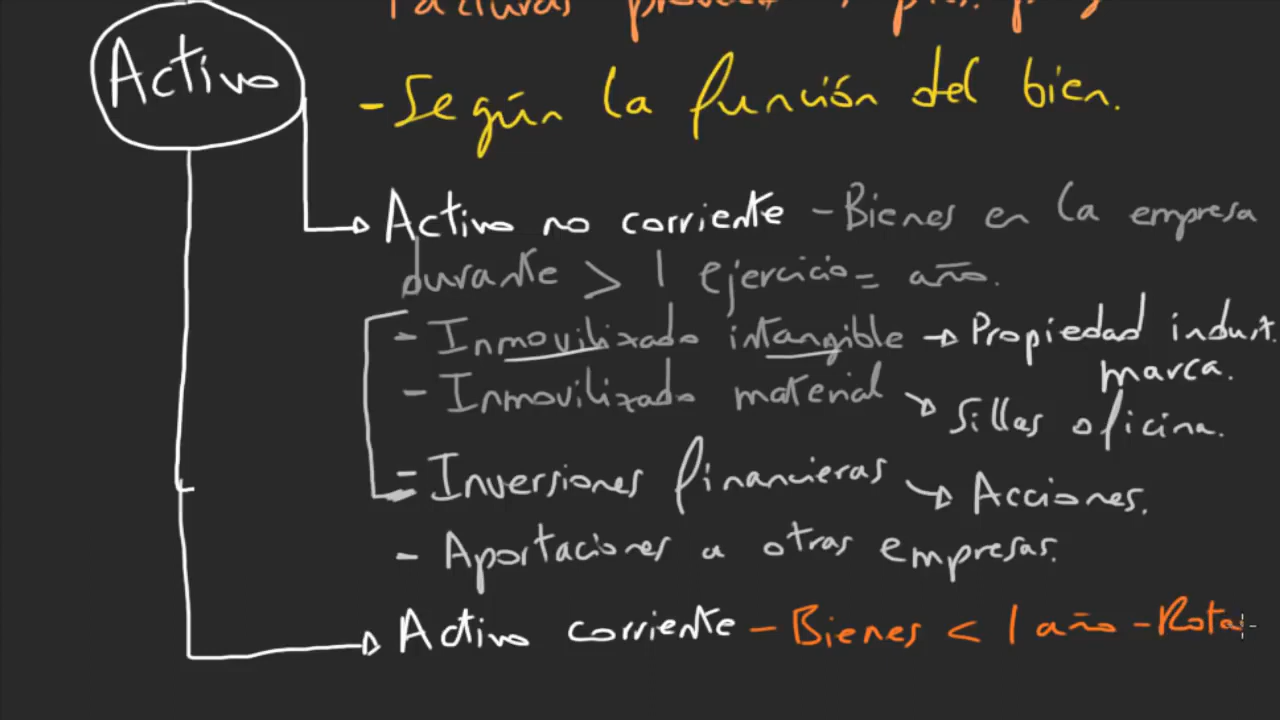 Facturas
Activo
- Según la función del bien.
Activo no corriente - Bienes en la empresa
durante > 1 ejercicio = año.
- Inmovilizado intangible → Propiedad indust.
marca.
- Inmovilizado material → Sillas oficina.
- Inversiones financieras → Acciones.
- Aportaciones a otras empresas.
Activo corriente - Bienes < 1 año -